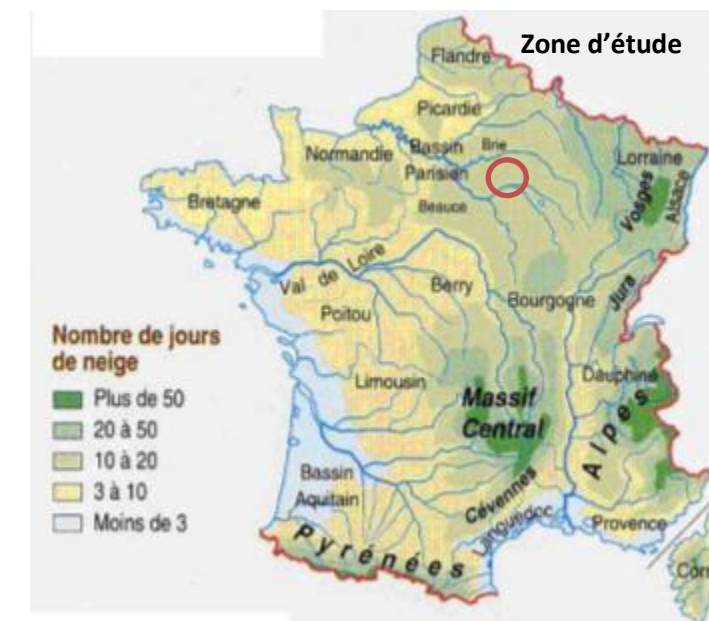 Zone d'étude
Flandre
Picardie
Normandie
Bassin
Brie
Parisien
Lorraine
Vosges
Alsace
Bretagne
Beauce
Val de Loire
Berry
Bourgogne
Jura
Poitou
Nombre de jours
de neige
Plus de 50
20 à 50
10 à 20
3 à 10
Moins de 3
Limousin
Massif
Central
Dauphiné
Alpes
Bassin
Aquitain
Cévennes
Languedoc
Provence
Pyrénées
Cor